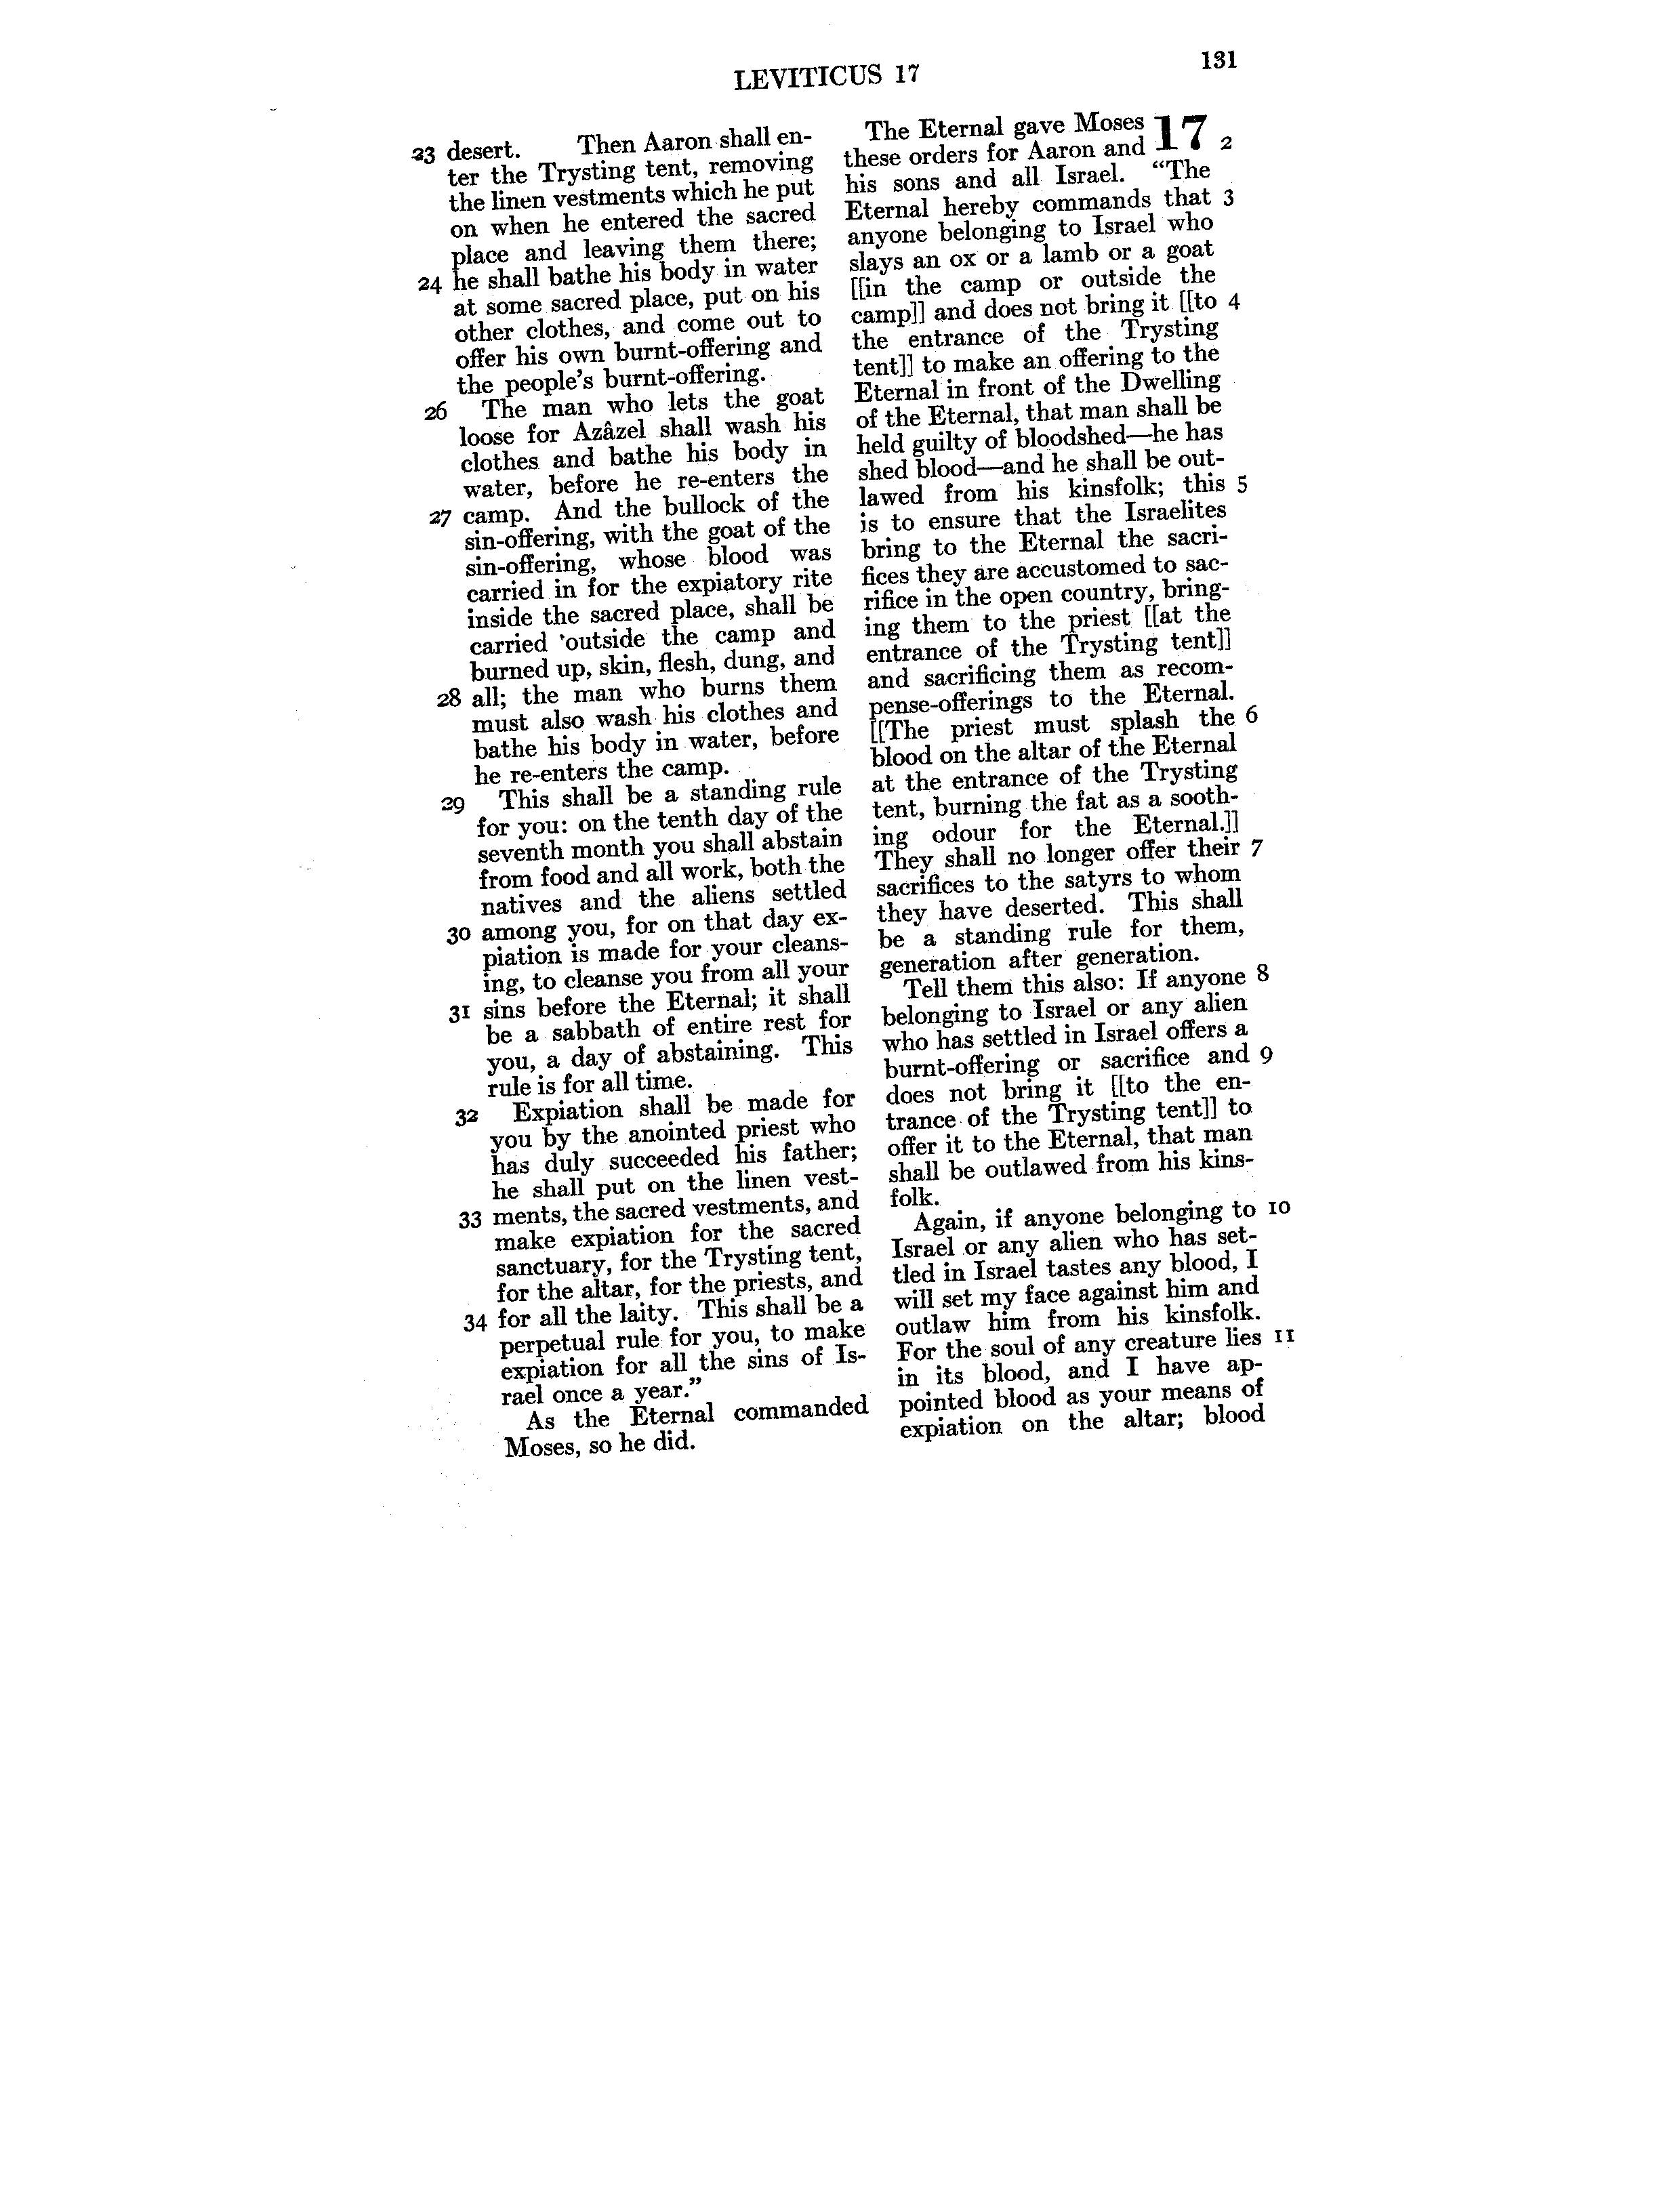 LEVITICUS 17
131
23 desert. Then Aaron shall en-
ter the Trysting tent, removing
the linen vestments which he put
on when he entered the sacred
place and leaving them there;
24 he shall bathe his body in water
at some sacred place, put on his
other clothes, and come out to
offer his own burnt-offering and
the people's burnt-offering.
26 The man who lets the goat
loose for Azâzel shall wash his
clothes and bathe his body in
water, before he re-enters the
27 camp. And the bullock of the
sin-offering, with the goat of the
sin-offering, whose blood was
carried in for the expiatory rite
inside the sacred place, shall be
carried 'outside the camp and
burned up, skin, flesh, dung, and
28 all; the man who burns them
must also wash his clothes and
bathe his body in water, before
he re-enters the camp.
29 This shall be a standing rule
for you: on the tenth day of the
seventh month you shall abstain
from food and all work, both the
natives and the aliens settled
30 among you, for on that day ex-
piation is made for your cleans-
ing, to cleanse you from all your
31 sins before the Eternal; it shall
be a sabbath of entire rest for
you, a day of abstaining. This
rule is for all time.
32 Expiation shall be made for
you by the anointed priest who
has duly succeeded his father;
he shall put on the linen vest-
33 ments, the sacred vestments, and
make expiation for the sacred
sanctuary, for the Trysting tent,
for the altar, for the priests, and
34 for all the laity. This shall be a
perpetual rule for you, to make
expiation for all the sins of Is-
rael once a year."
As the Eternal commanded
Moses, so he did.
The Eternal gave Moses 17
these orders for Aaron and 2
his sons and all Israel. "The
Eternal hereby commands that 3
anyone belonging to Israel who
slays an ox or a lamb or a goat
[[in the camp or outside the
camp]] and does not bring it [[to 4
the entrance of the Trysting
tent]] to make an offering to the
Eternal in front of the Dwelling
of the Eternal, that man shall be
held guilty of bloodshed—he has
shed blood—and he shall be out-
lawed from his kinsfolk; this 5
is to ensure that the Israelites
bring to the Eternal the sacri-
fices they are accustomed to sac-
rifice in the open country, bring-
ing them to the priest [[at the
entrance of the Trysting tent]]
and sacrificing them as recom-
pense-offerings to the Eternal.
[[The priest must splash the 6
blood on the altar of the Eternal
at the entrance of the Trysting
tent, burning the fat as a sooth-
ing odour for the Eternal.]]
They shall no longer offer their 7
sacrifices to the satyrs to whom
they have deserted. This shall
be a standing rule for them,
generation after generation.
Tell them this also: If anyone 8
belonging to Israel or any alien
who has settled in Israel offers a
burnt-offering or sacrifice and 9
does not bring it [[to the en-
trance of the Trysting tent]] to
offer it to the Eternal, that man
shall be outlawed from his kins-
folk.
Again, if anyone belonging to 10
Israel or any alien who has set-
tled in Israel tastes any blood, I
will set my face against him and
outlaw him from his kinsfolk.
For the soul of any creature lies 11
in its blood, and I have ap-
pointed blood as your means of
expiation on the altar; blood